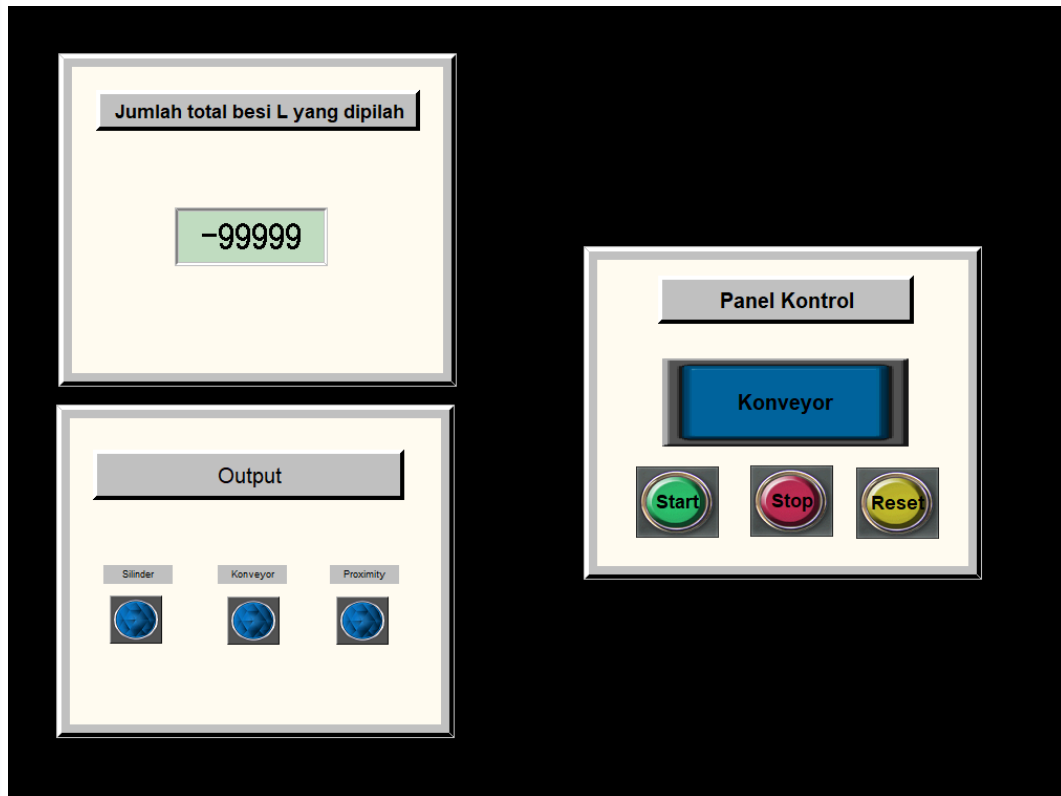 Jumlah total besi L yang dipilah
-99999
Output
Silinder
Konveyor
Proximity
Panel Kontrol
Konveyor
Start
Stop
Reset